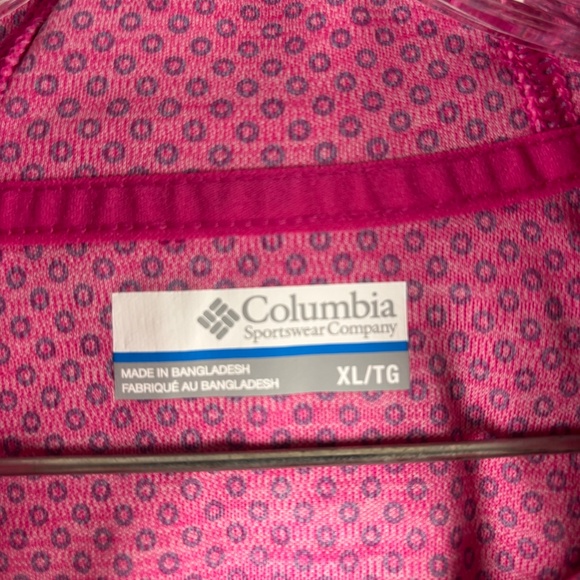 Columbia
Sportswear Company
MADE IN BANGLADESH
FABRIQUÉ AU BANGLADESH
XL/TG